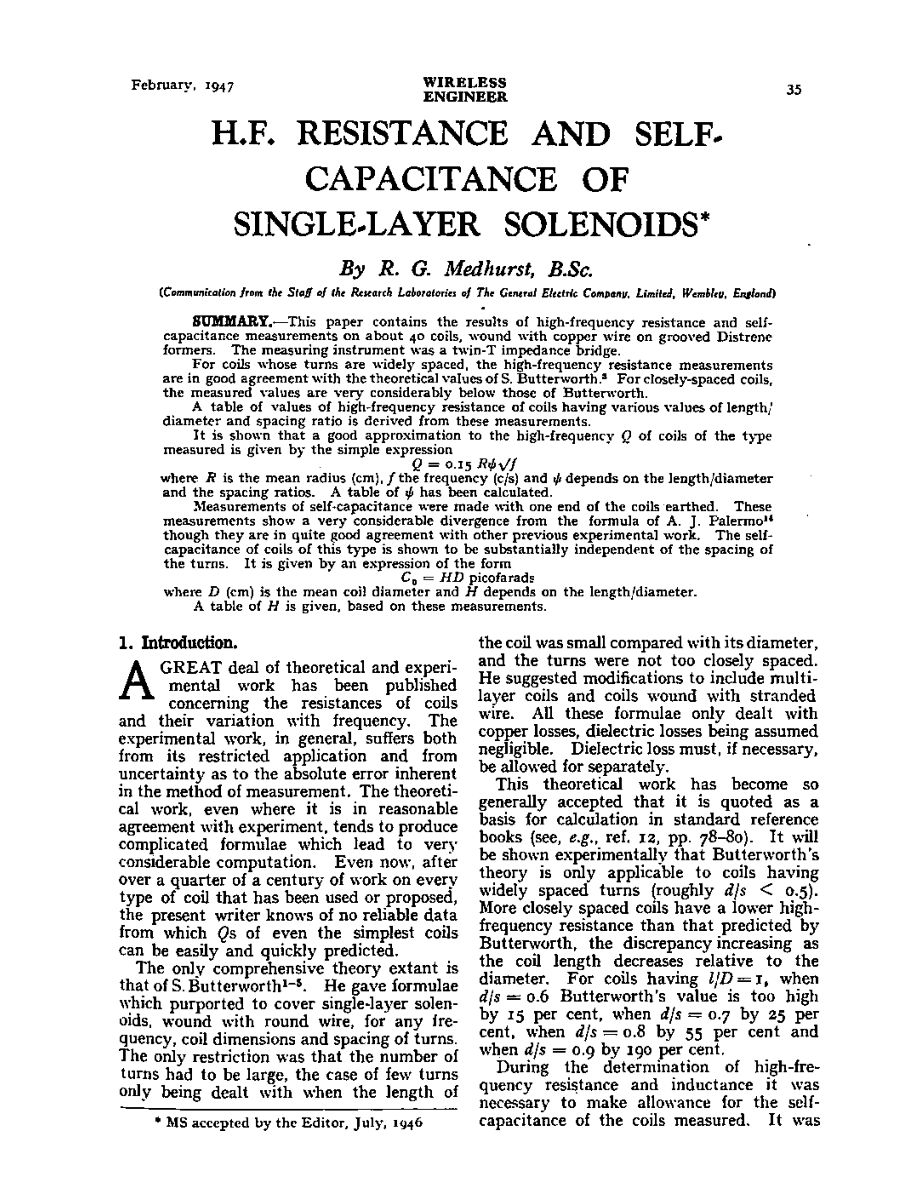 February, 1947
WIRELESS
ENGINEER
35
H.F. RESISTANCE AND SELF-
CAPACITANCE OF
SINGLE-LAYER SOLENOIDS*
By R. G. Medhurst, B.Sc.
(Communication from the Staff of the Research Laboratories of The General Electric Company, Limited, Wembley, England)
SUMMARY.—This paper contains the results of high-frequency resistance and self-
capacitance measurements on about 40 coils, wound with copper wire on grooved Distrene
formers. The measuring instrument was a twin-T impedance bridge.
For coils whose turns are widely spaced, the high-frequency resistance measurements
are in good agreement with the theoretical values of S. Butterworth.⁸ For closely-spaced coils,
the measured values are very considerably below those of Butterworth.
A table of values of high-frequency resistance of coils having various values of length/
diameter and spacing ratio is derived from these measurements.
It is shown that a good approximation to the high-frequency Q of coils of the type
measured is given by the simple expression
Q = 0.15 Rψ√f
where R is the mean radius (cm), f the frequency (c/s) and ψ depends on the length/diameter
and the spacing ratios. A table of ψ has been calculated.
Measurements of self-capacitance were made with one end of the coils earthed. These
measurements show a very considerable divergence from the formula of A. J. Palermo¹⁴
though they are in quite good agreement with other previous experimental work. The self-
capacitance of coils of this type is shown to be substantially independent of the spacing of
the turns. It is given by an expression of the form
C₀ = HD picofarads
where D (cm) is the mean coil diameter and H depends on the length/diameter.
A table of H is given, based on these measurements.
1. Introduction.
A GREAT deal of theoretical and experi-
mental work has been published
concerning the resistances of coils
and their variation with frequency. The
experimental work, in general, suffers both
from its restricted application and from
uncertainty as to the absolute error inherent
in the method of measurement. The theoreti-
cal work, even where it is in reasonable
agreement with experiment, tends to produce
complicated formulae which lead to very
considerable computation. Even now, after
over a quarter of a century of work on every
type of coil that has been used or proposed,
the present writer knows of no reliable data
from which Qs of even the simplest coils
can be easily and quickly predicted.
The only comprehensive theory extant is
that of S. Butterworth¹⁻⁸. He gave formulae
which purported to cover single-layer solen-
oids, wound with round wire, for any fre-
quency, coil dimensions and spacing of turns.
The only restriction was that the number of
turns had to be large, the case of few turns
only being dealt with when the length of
* MS accepted by the Editor, July, 1946
the coil was small compared with its diameter,
and the turns were not too closely spaced.
He suggested modifications to include multi-
layer coils and coils wound with stranded
wire. All these formulae only dealt with
copper losses, dielectric losses being assumed
negligible. Dielectric loss must, if necessary,
be allowed for separately.
This theoretical work has become so
generally accepted that it is quoted as a
basis for calculation in standard reference
books (see, e.g., ref. 12, pp. 78–80). It will
be shown experimentally that Butterworth's
theory is only applicable to coils having
widely spaced turns (roughly d/s < 0.5).
More closely spaced coils have a lower high-
frequency resistance than that predicted by
Butterworth, the discrepancy increasing as
the coil length decreases relative to the
diameter. For coils having l/D = 1, when
d/s = 0.6 Butterworth's value is too high
by 15 per cent, when d/s = 0.7 by 25 per
cent, when d/s = 0.8 by 55 per cent and
when d/s = 0.9 by 190 per cent.
During the determination of high-fre-
quency resistance and inductance it was
necessary to make allowance for the self-
capacitance of the coils measured. It was